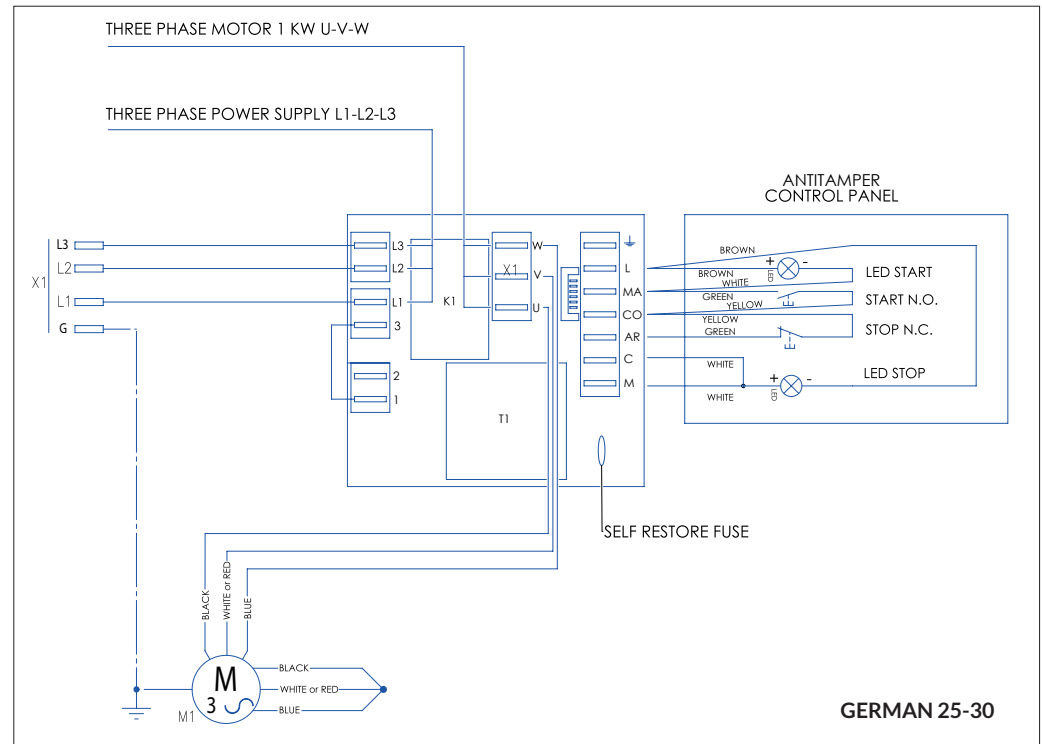 THREE PHASE MOTOR 1 KW U-V-W
THREE PHASE POWER SUPPLY L1-L2-L3
ANTITAMPER
CONTROL PANEL
X1
L3
L2
L1
G
L3
L2
L1
3
2
1
K1
X1
W
V
U
T1
L
MA
CO
AR
C
M
BROWN
BROWN
WHITE
GREEN
YELLOW
YELLOW
GREEN
WHITE
WHITE
+
-
LED
LED START
START N.O.
STOP N.C.
LED STOP
+
-
LED
SELF RESTORE FUSE
BLACK
WHITE or RED
BLUE
M
3
M1
BLACK
WHITE or RED
BLUE
GERMAN 25-30